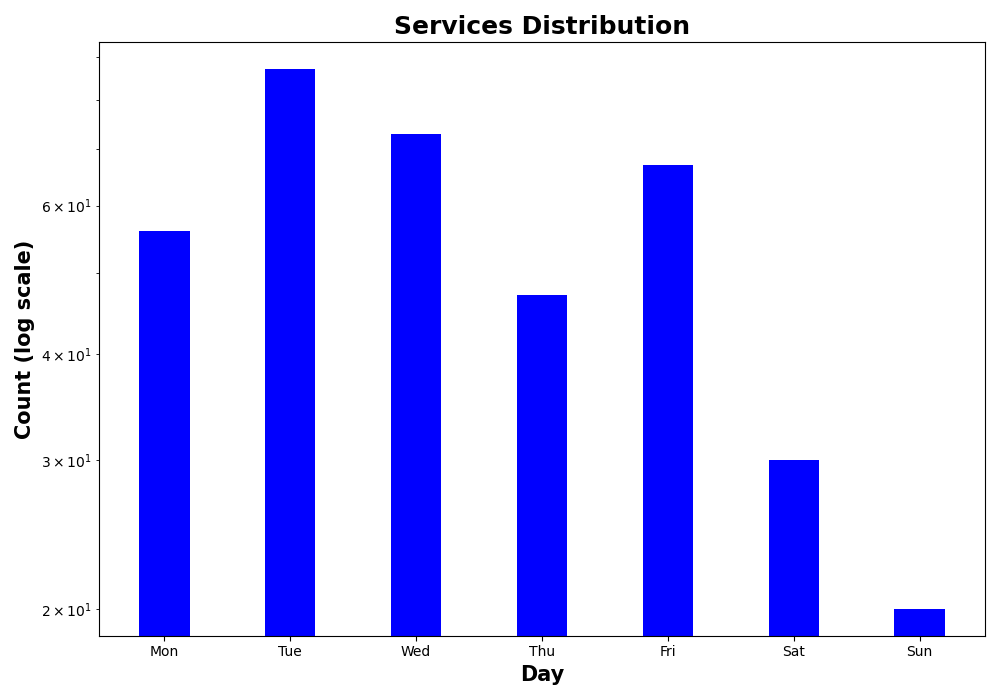 Services Distribution
Count (log scale)
6 × 10¹
4 × 10¹
3 × 10¹
2 × 10¹
Mon Tue Wed Thu Fri Sat Sun
Day